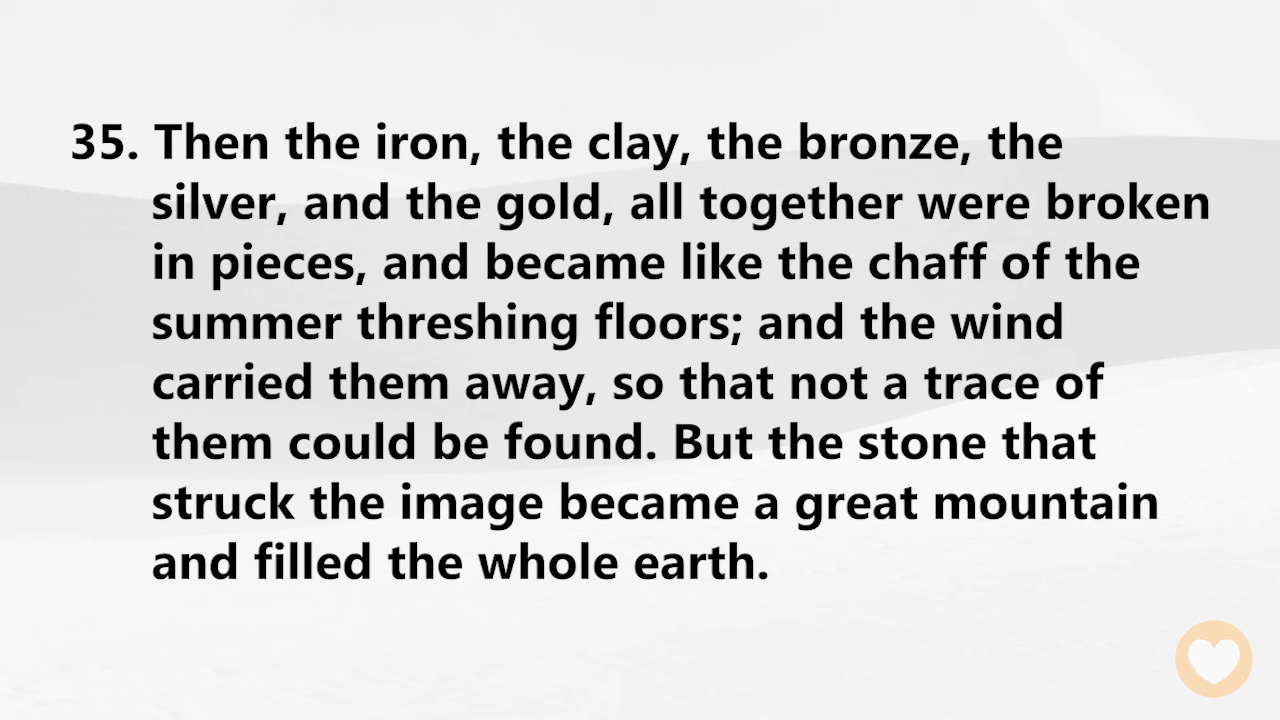 35. Then the iron, the clay, the bronze, the
silver, and the gold, all together were broken
in pieces, and became like the chaff of the
summer threshing floors; and the wind
carried them away, so that not a trace of
them could be found. But the stone that
struck the image became a great mountain
and filled the whole earth.